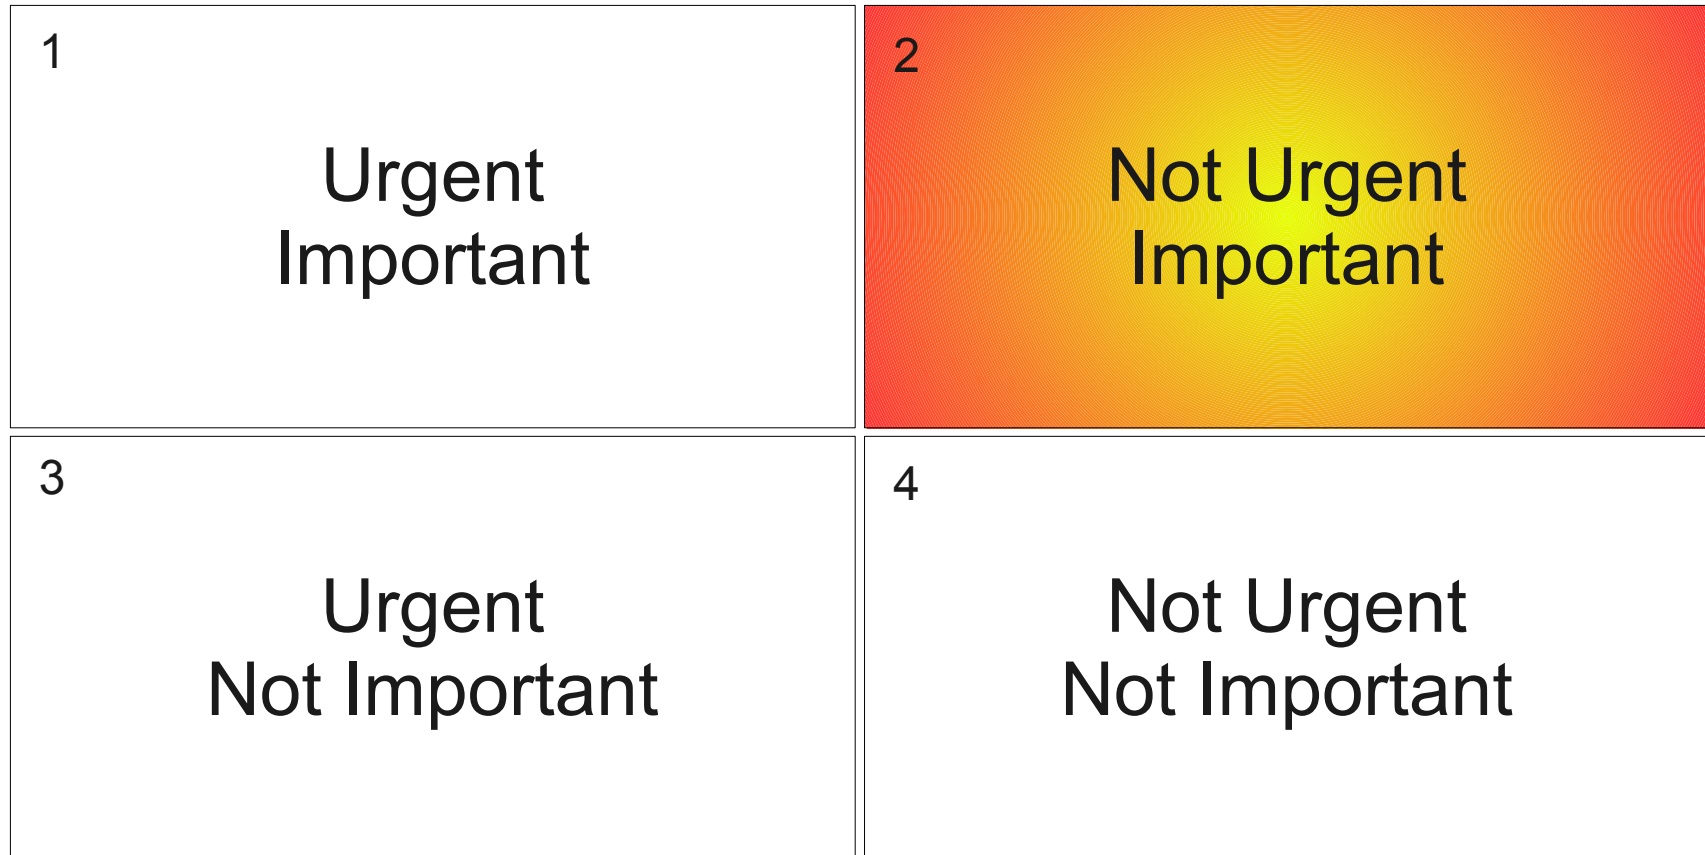 1
Urgent
Important
2
Not Urgent
Important
3
Urgent
Not Important
4
Not Urgent
Not Important